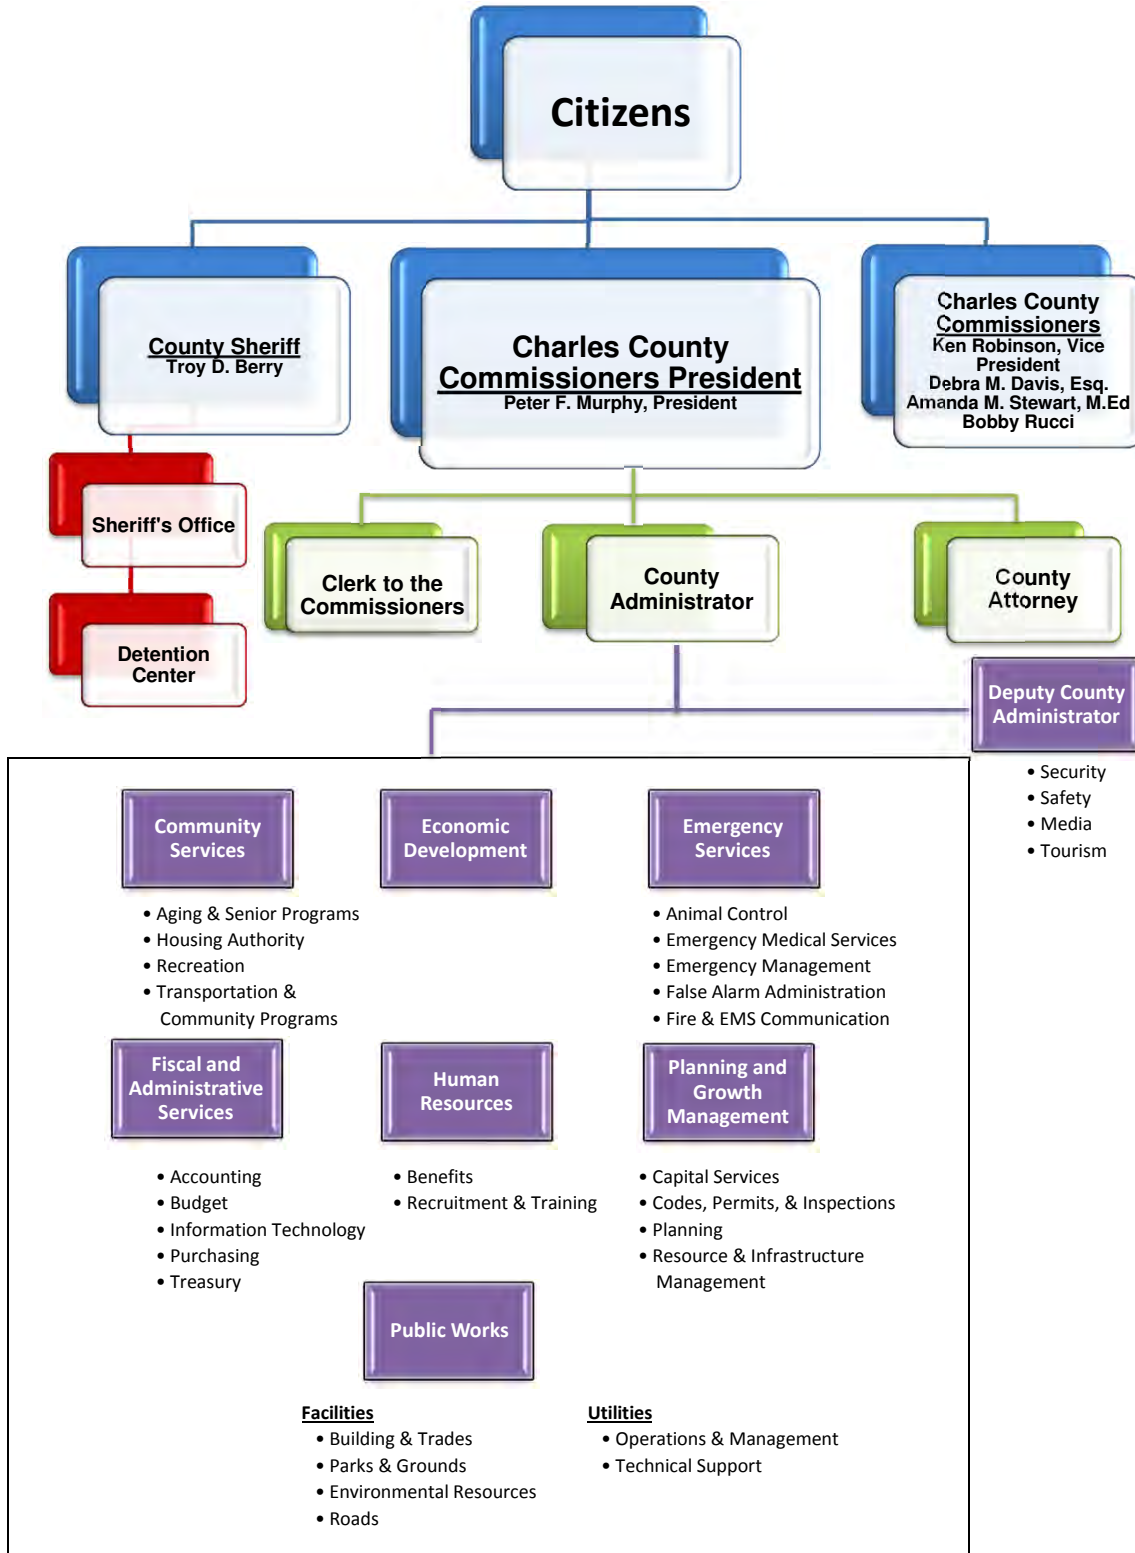 Citizens
County Sheriff
Troy D. Berry
Charles County
Commissioners President
Peter F. Murphy, President
Charles County
Commissioners
Ken Robinson, Vice
President
Debra M. Davis, Esq.
Amanda M. Stewart, M.Ed
Bobby Rucci
Sheriff's Office
Detention
Center
Clerk to the
Commissioners
County
Administrator
County
Attorney
Deputy County
Administrator
• Security
• Safety
• Media
• Tourism
Community
Services
• Aging & Senior Programs
• Housing Authority
• Recreation
• Transportation &
Community Programs
Economic
Development
Emergency
Services
• Animal Control
• Emergency Medical Services
• Emergency Management
• False Alarm Administration
• Fire & EMS Communication
Fiscal and
Administrative
Services
• Accounting
• Budget
• Information Technology
• Purchasing
• Treasury
Human
Resources
• Benefits
• Recruitment & Training
Planning and
Growth
Management
• Capital Services
• Codes, Permits, & Inspections
• Planning
• Resource & Infrastructure
Management
Public Works
Facilities
• Building & Trades
• Parks & Grounds
• Environmental Resources
• Roads
Utilities
• Operations & Management
• Technical Support